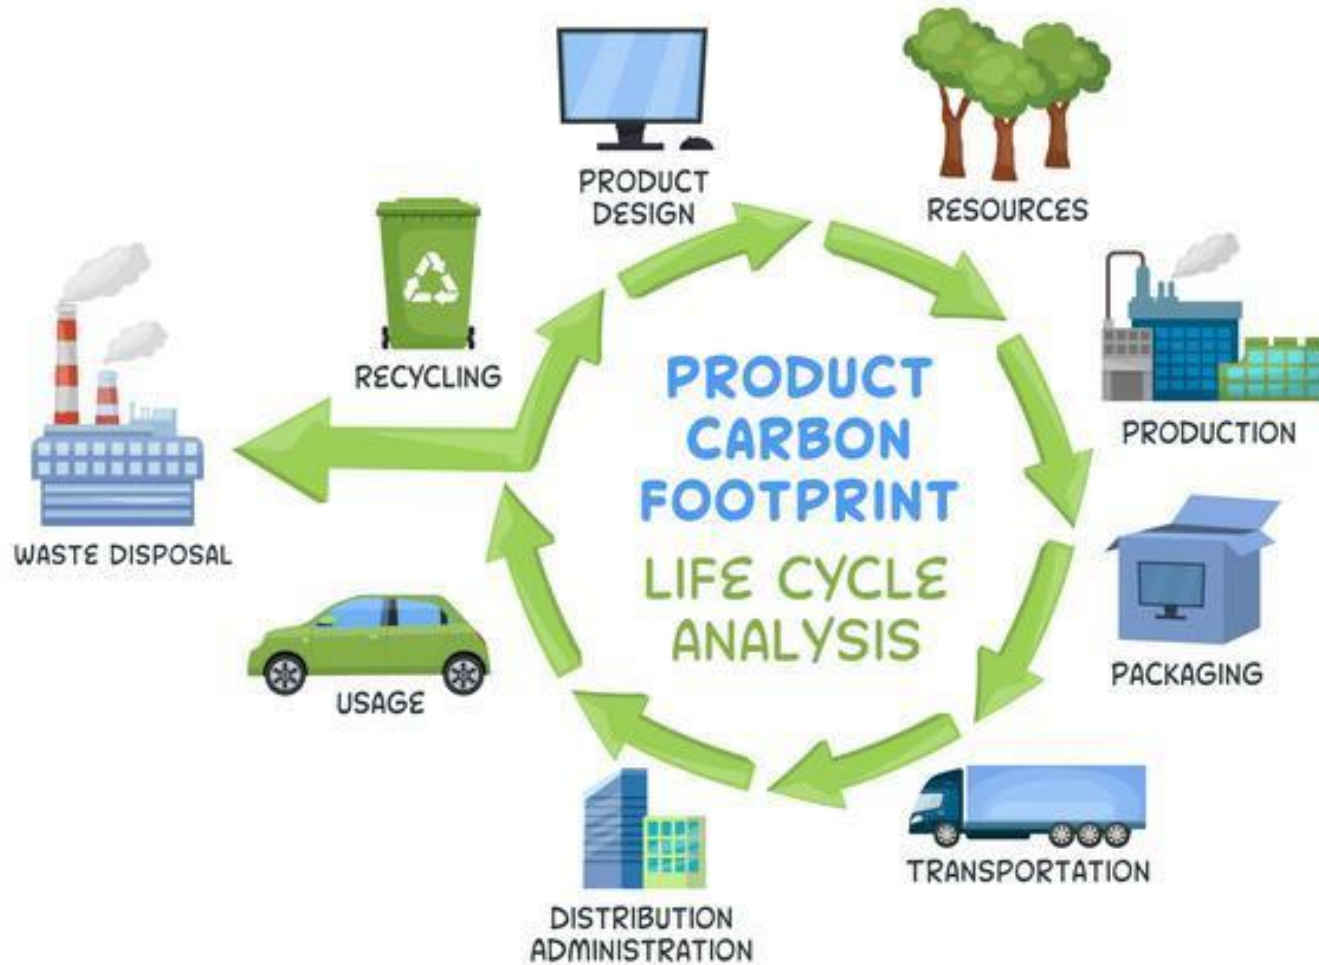 PRODUCT
DESIGN
RESOURCES
RECYCLING
PRODUCTION
PRODUCT
CARBON
FOOTPRINT
LIFE CYCLE
ANALYSIS
WASTE DISPOSAL
PACKAGING
USAGE
TRANSPORTATION
DISTRIBUTION
ADMINISTRATION